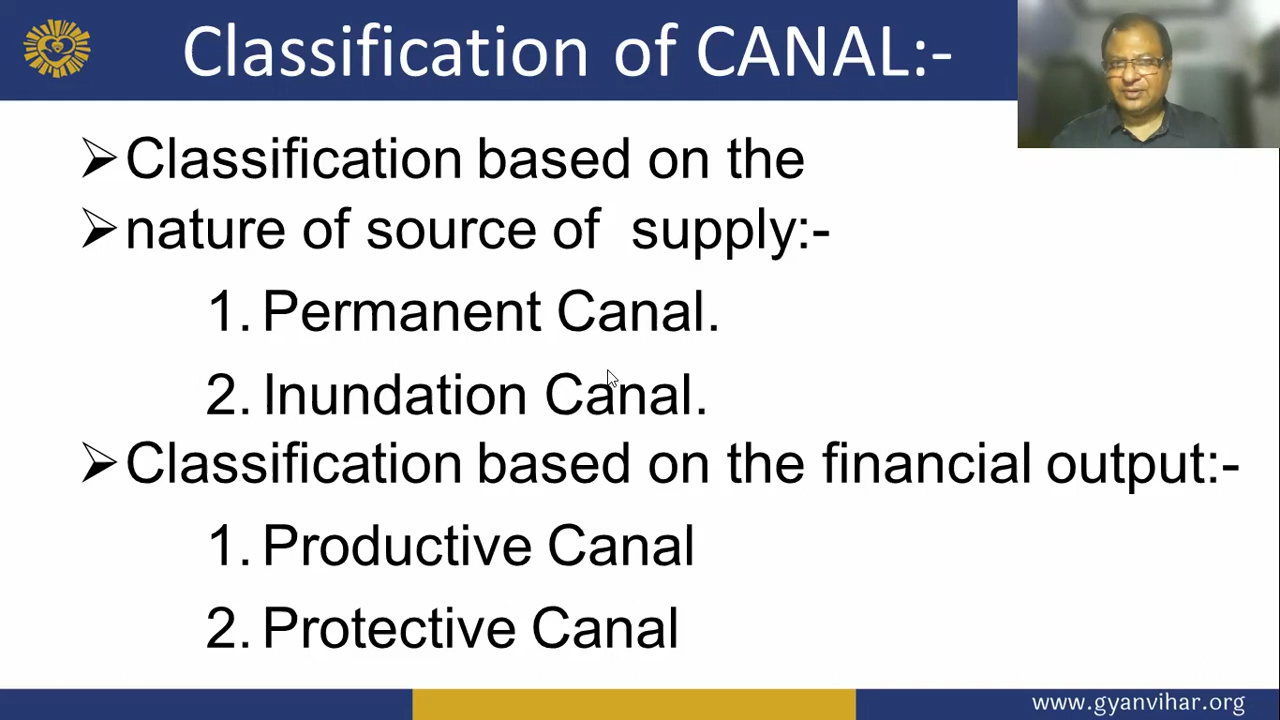 Classification of CANAL:-
➢Classification based on the
➢nature of source of supply:-
1. Permanent Canal.
2. Inundation Canal.
➢Classification based on the financial output:-
1. Productive Canal
2. Protective Canal
www.gyanvihar.org